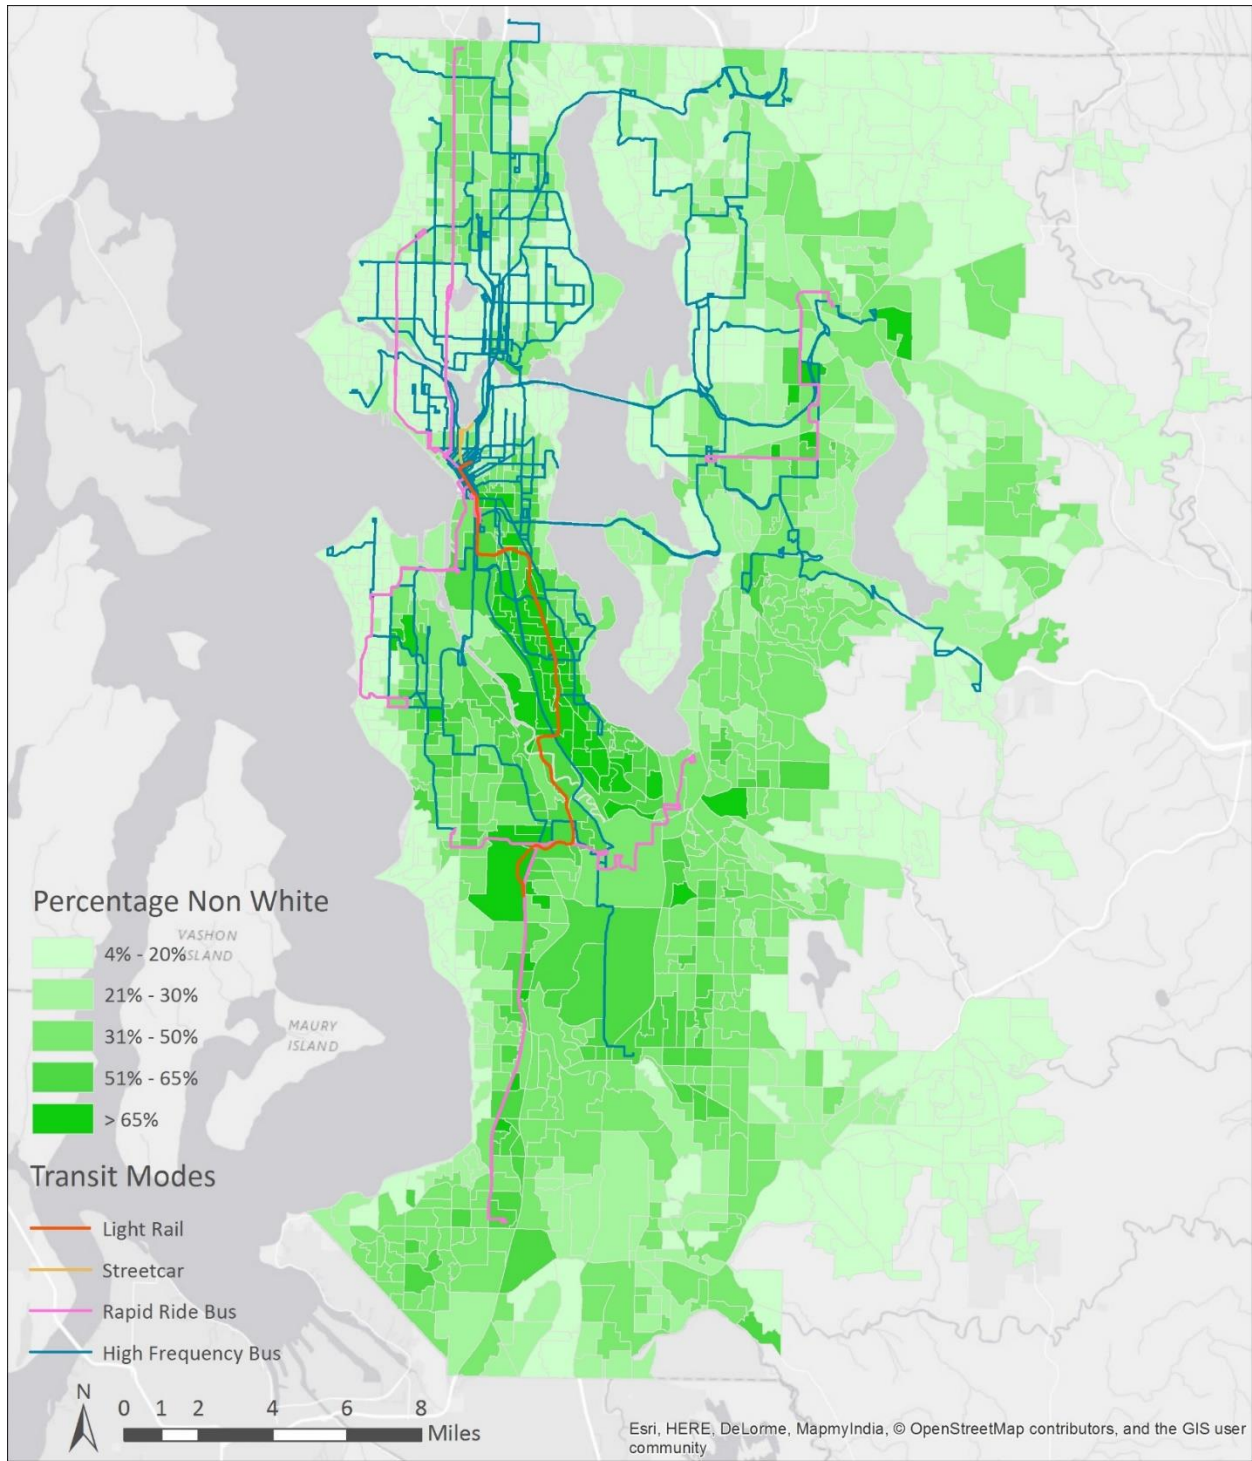 Percentage Non White
VASHON
ISLAND
4% - 20%
21% - 30%
31% - 50%
51% - 65%
> 65%
MAURY
ISLAND
Transit Modes
Light Rail
Streetcar
Rapid Ride Bus
High Frequency Bus
N
0 1 2 4 6 8
Miles
Esri, HERE, DeLorme, MapmyIndia, © OpenStreetMap contributors, and the GIS user
community